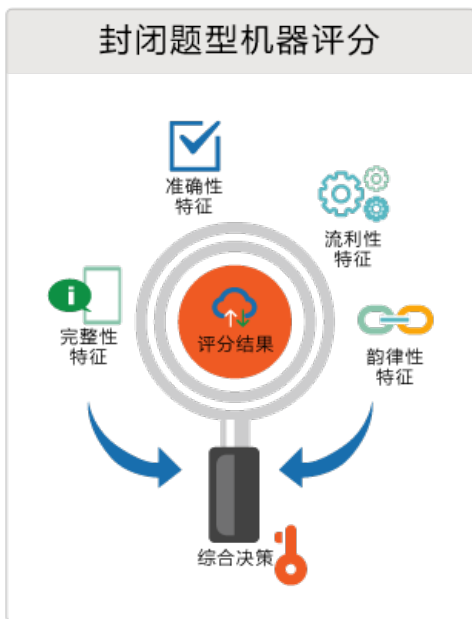 封闭题型机器评分
准确性
特征
流利性
特征
完整性
特征
评分结果
韵律性
特征
综合决策